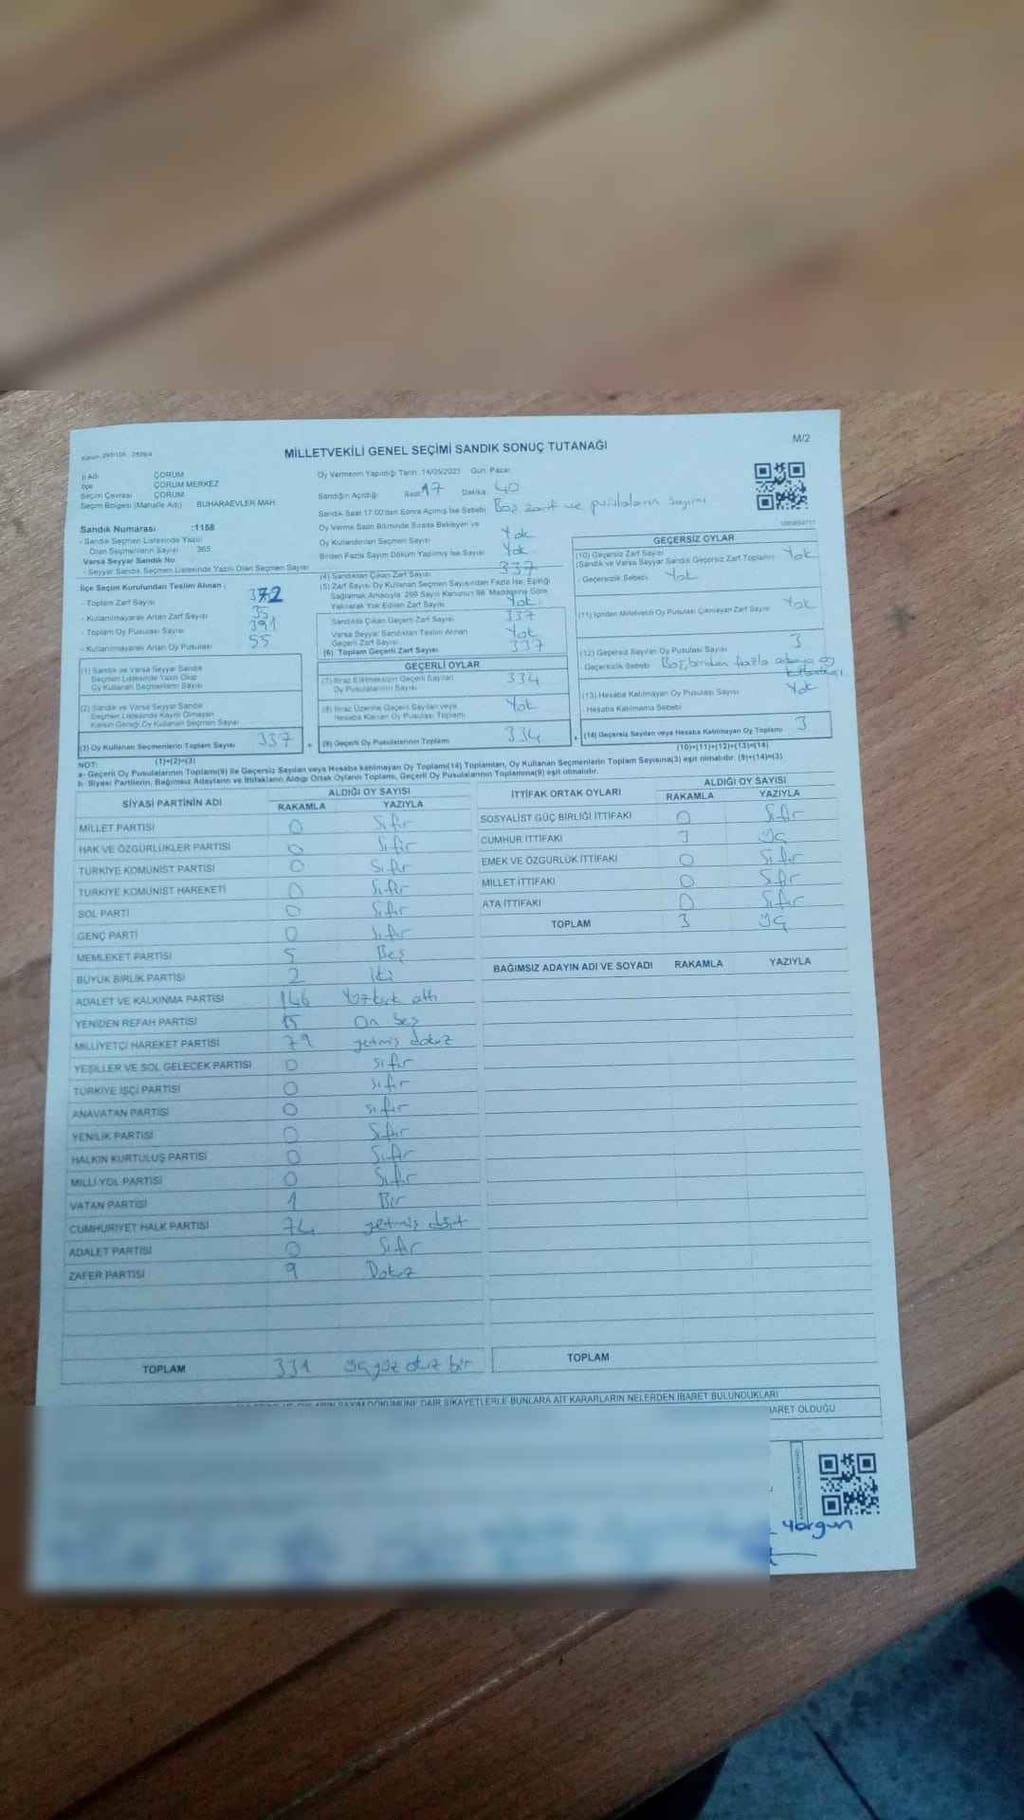 MİLLETVEKİLİ GENEL SEÇİMİ SANDIK SONUÇ TUTANAĞI
M/2
İl Adı ÇORUM
İlçe ÇORUM MERKEZ
Seçim Çevresi ÇORUM
Seçim Bölgesi (Mahalle Adı) BUHARAEVLER MAH.
Sandık Numarası :1158
- Sandık Seçmen Listesinde Yazılı
Olan Seçmenlerin Sayısı 365
Varsa Seyyar Sandık No
- Seyyar Sandık Seçmen Listesinde Yazılı Olan Seçmen Sayısı
Oy Vermenin Yapıldığı Tarih: 14/05/2023 Gün: Pazar
Sandığın Açıldığı Saat 17 Dakika 40
Sandık Saat 17:00'den Sonra Açılmış İse Sebebi Boş zarf ve pusulaların sayımı
Oy Verme Saati Bitiminde Sırada Bekleyen ve
Oy Kullandırılan Seçmen Sayısı Yok
Birden Fazla Sayım Döküm Yapılmış İse Sayısı Yok
İlçe Seçim Kurulundan Teslim Alınan :
- Toplam Zarf Sayısı 372
- Kullanılmayarak Artan Zarf Sayısı 35
- Toplam Oy Pusulası Sayısı 391
- Kullanılmayarak Artan Oy Pusulası 55
(1) Sandık ve Varsa Seyyar Sandık
Seçmen Listesinde Yazılı Olup
Oy Kullanan Seçmenlerin Sayısı
(2) Sandık ve Varsa Seyyar Sandık
Seçmen Listesinde Kaydı Olmayan
Kanun Gereği Oy Kullanan Seçmen Sayısı
(3) Oy Kullanan Seçmenlerin Toplam Sayısı 337
(1)+(2)=(3)
(4) Sandıktan Çıkan Zarf Sayısı 337
(5) Zarf Sayısı Oy Kullanan Seçmen Sayısından Fazla İse, Eşitliği
Sağlamak Amacıyla 298 Sayılı Kanunun 98. Maddesine Göre
Yakılarak Yok Edilen Zarf Sayısı Yok
Sandıkta Çıkan Geçerli Zarf Sayısı 337
Varsa Seyyar Sandıktan Teslim Alınan
Geçerli Zarf Sayısı Yok
(6) Toplam Geçerli Zarf Sayısı 337
GEÇERLİ OYLAR
(7) İtiraz Edilmeksizin Geçerli Sayılan
Oy Pusulalarının Sayısı 334
(8) İtiraz Üzerine Geçerli Sayılan veya
Hesaba Katılan Oy Pusulası Toplamı Yok
(9) Geçerli Oy Pusulalarının Toplamı 334
GEÇERSİZ OYLAR
(10) Geçersiz Zarf Sayısı
(Sandık ve Varsa Seyyar Sandık Geçersiz Zarf Toplamı) Yok
- Geçersizlik Sebebi Yok
(11) İçinden Milletvekili Oy Pusulası Çıkmayan Zarf Sayısı Yok
(12) Geçersiz Sayılan Oy Pusulası Sayısı 3
Geçersizlik Sebebi fazla
(13) Hesaba Katılmayan Oy Pusulası Sayısı Yok
- Hesaba Katılmama Sebebi
(14) Geçersiz Sayılan veya Hesaba Katılmayan Oy Toplamı 3
(10)+(11)+(12)+(13)=(14)
NOT:
a- Geçerli Oy Pusulalarının Toplamı(9) ile Geçersiz Sayılan veya Hesaba Katılmayan Oy Toplamı(14) Toplamları, Oy Kullanan Seçmenlerin Toplam Sayısına(3) eşit olmalıdır. (9)+(14)=(3)
b- Siyasi Partilerin, Bağımsız Adayların ve İttifakların Aldığı Ortak Oyların Toplamı, Geçerli Oy Pusulalarının Toplamına(9) eşit olmalıdır.
SİYASİ PARTİNİN ADI
ALDIĞI OY SAYISI
RAKAMLA YAZIYLA
MİLLET PARTİSİ 0 Sıfır
HAK VE ÖZGÜRLÜKLER PARTİSİ 0 Sıfır
TÜRKİYE KOMÜNİST PARTİSİ 0 Sıfır
TÜRKİYE KOMÜNİST HAREKETİ 0 Sıfır
SOL PARTİ 0 Sıfır
GENÇ PARTİ 0 Sıfır
MEMLEKET PARTİSİ 5 Beş
BÜYÜK BİRLİK PARTİSİ 2 İki
ADALET VE KALKINMA PARTİSİ 146 Yüzkırk altı
YENİDEN REFAH PARTİSİ 15 On beş
MİLLİYETÇİ HAREKET PARTİSİ 79 yetmiş dokuz
YEŞİLLER VE SOL GELECEK PARTİSİ 0 sıfır
TÜRKİYE İŞÇİ PARTİSİ 0 sıfır
ANAVATAN PARTİSİ 0 sıfır
YENİLİK PARTİSİ 0 Sıfır
HALKIN KURTULUŞ PARTİSİ 0 Sıfır
MİLLİ YOL PARTİSİ 0 Sıfır
VATAN PARTİSİ 1 Bir
CUMHURİYET HALK PARTİSİ 74 yetmiş dört
ADALET PARTİSİ 0 Sıfır
ZAFER PARTİSİ 9 Dokuz
TOPLAM 331 üçyüz otuz bir
İTTİFAK ORTAK OYLARI
ALDIĞI OY SAYISI
RAKAMLA YAZIYLA
SOSYALİST GÜÇ BİRLİĞİ İTTİFAKI 0 Sıfır
CUMHUR İTTİFAKI 3 üç
EMEK VE ÖZGÜRLÜK İTTİFAKI 0 Sıfır
MİLLET İTTİFAKI 0 Sıfır
ATA İTTİFAKI 0 Sıfır
TOPLAM 3 üç
BAĞIMSIZ ADAYIN ADI VE SOYADI RAKAMLA YAZIYLA
TOPLAM
DÖKÜMÜNE DAİR ŞİKAYETLERLE BUNLARA AİT KARARLARIN NELERDEN İBARET BULUNDUKLARI
İBARET OLDUĞU
Yorgun